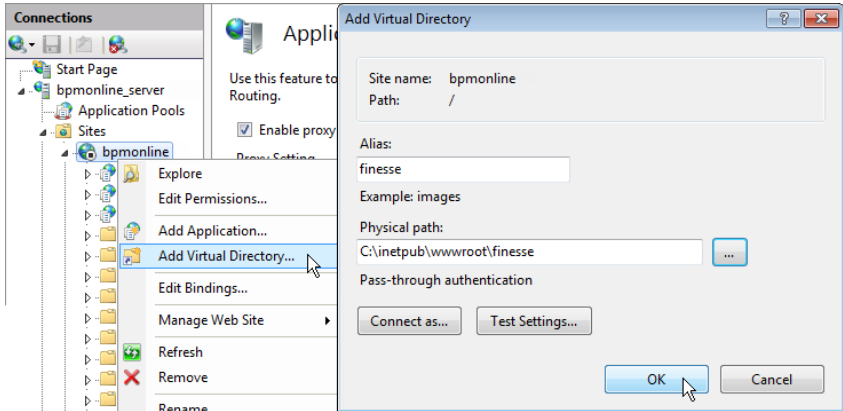 Connections
Start Page
bpmonline_server
Application Pools
Sites
bpmonline
Explore
Edit Permissions...
Add Application...
Add Virtual Directory...
Edit Bindings...
Manage Web Site
Refresh
Remove
Rename
Use this feature to
Routing.
Enable proxy
Proxy Setting
Add Virtual Directory
Site name: bpmonline
Path: /
Alias:
finesse
Example: images
Physical path:
C:\inetpub\wwwroot\finesse
...
Pass-through authentication
Connect as...
Test Settings...
OK
Cancel